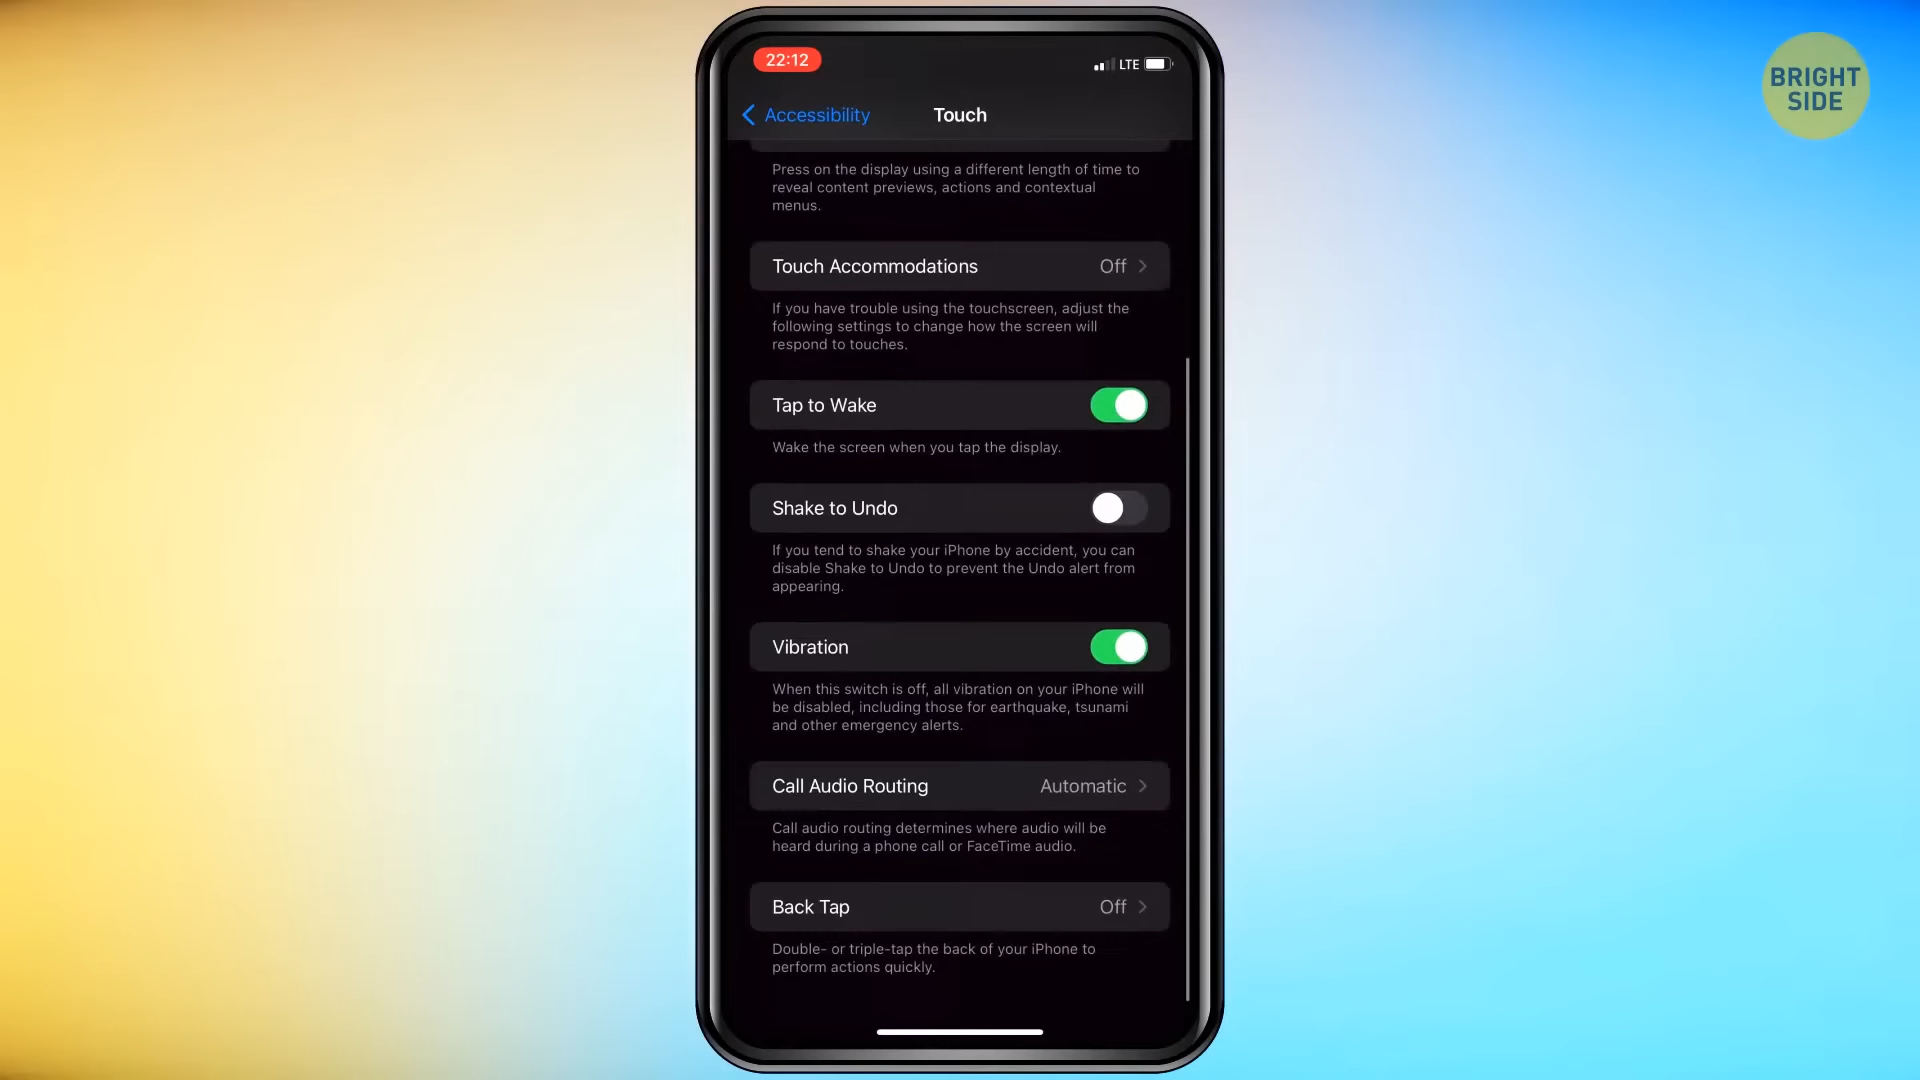 22:12
LTE
BRIGHT
SIDE
Accessibility
Touch
Press on the display using a different length of time to
reveal content previews, actions and contextual
menus.
Touch Accommodations Off
If you have trouble using the touchscreen, adjust the
following settings to change how the screen will
respond to touches.
Tap to Wake
Wake the screen when you tap the display.
Shake to Undo
If you tend to shake your iPhone by accident, you can
disable Shake to Undo to prevent the Undo alert from
appearing.
Vibration
When this switch is off, all vibration on your iPhone will
be disabled, including those for earthquake, tsunami
and other emergency alerts.
Call Audio Routing Automatic
Call audio routing determines where audio will be
heard during a phone call or FaceTime audio.
Back Tap Off
Double- or triple-tap the back of your iPhone to
perform actions quickly.